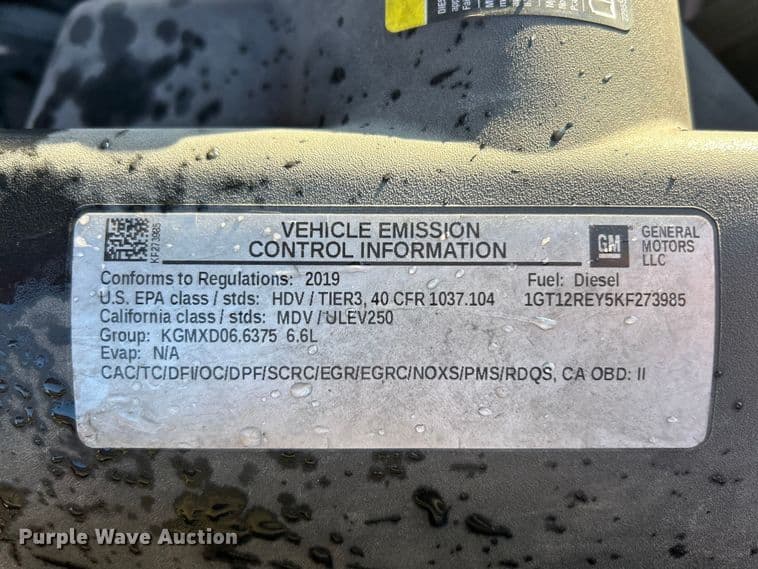 DIES
KF273985
VEHICLE EMISSION
CONTROL INFORMATION
GM
GENERAL
MOTORS
LLC
Conforms to Regulations: 2019
Fuel: Diesel
U.S. EPA class / stds: HDV / TIER3, 40 CFR 1037.104
1GT12REY5KF273985
California class / stds: MDV / ULEV250
Group: KGMXD06.6375 6.6L
Evap: N/A
CAC/TC/DFI/OC/DPF/SCRC/EGR/EGRC/NOXS/PMS/RDQS, CA OBD: II
Purple Wave Auction